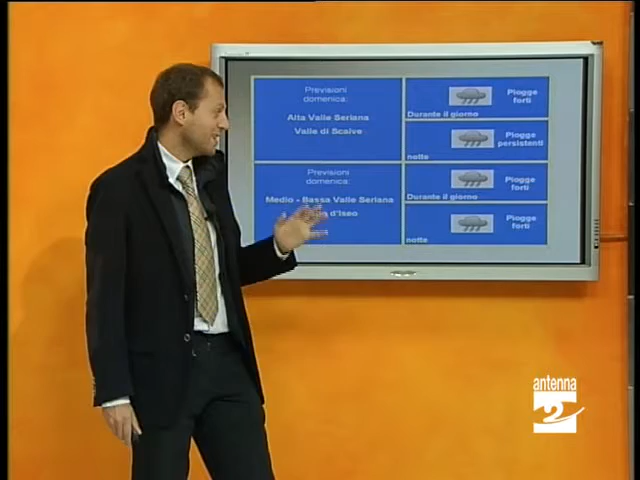 Previsioni
domenica:
Alta Valle Seriana
Valle di Scalve
Durante il giorno
Piogge
forti
notte
Piogge
persistenti
Previsioni
domenica:
Medio - Bassa Valle Seriana
d'Iseo
Durante il giorno
Piogge
forti
notte
Piogge
forti
antenna
2